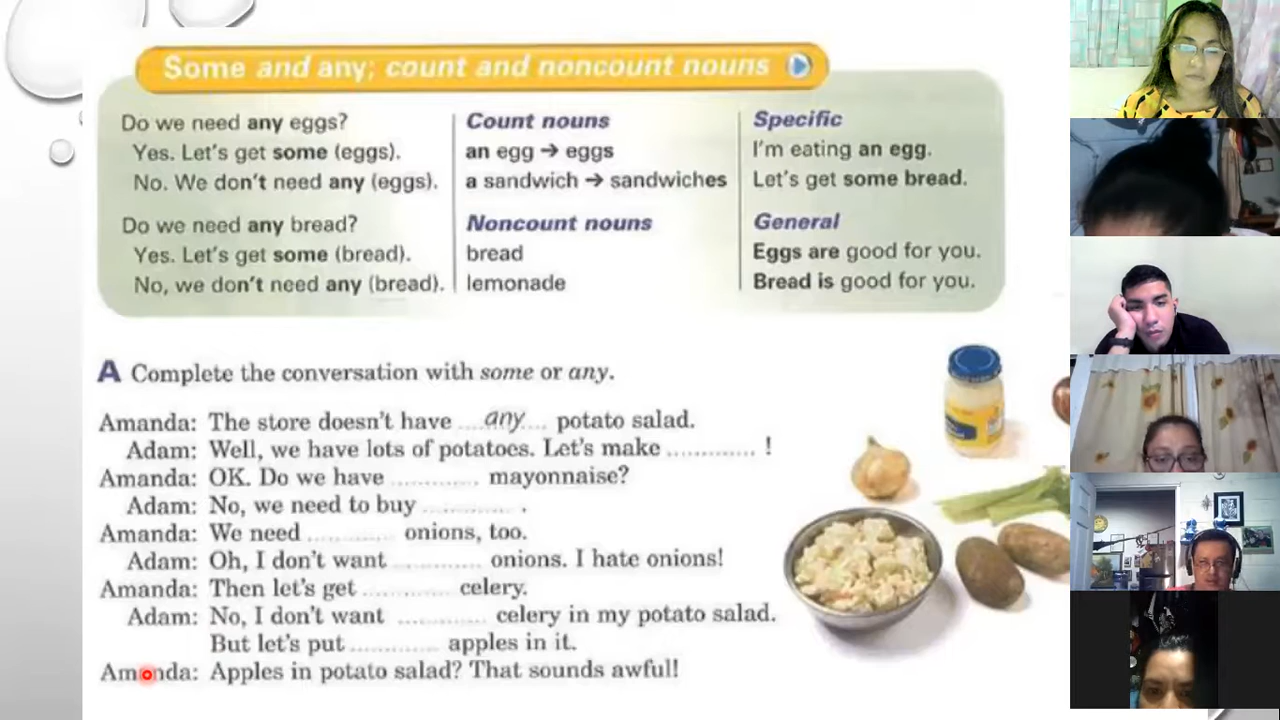 Some and any; count and noncount nouns
Do we need any eggs?
Yes. Let's get some (eggs).
No. We don't need any (eggs).
Do we need any bread?
Yes. Let's get some (bread).
No, we don't need any (bread).
Count nouns
an egg → eggs
a sandwich → sandwiches
Noncount nouns
bread
lemonade
Specific
I'm eating an egg.
Let's get some bread.
General
Eggs are good for you.
Bread is good for you.
A Complete the conversation with some or any.
Amanda: The store doesn't have ....any.... potato salad.
Adam: Well, we have lots of potatoes. Let's make ............. !
Amanda: OK. Do we have ............. mayonnaise?
Adam: No, we need to buy ............. .
Amanda: We need ............. onions, too.
Adam: Oh, I don't want ............. onions. I hate onions!
Amanda: Then let's get ............. celery.
Adam: No, I don't want ............. celery in my potato salad.
But let's put ............. apples in it.
Amanda: Apples in potato salad? That sounds awful!